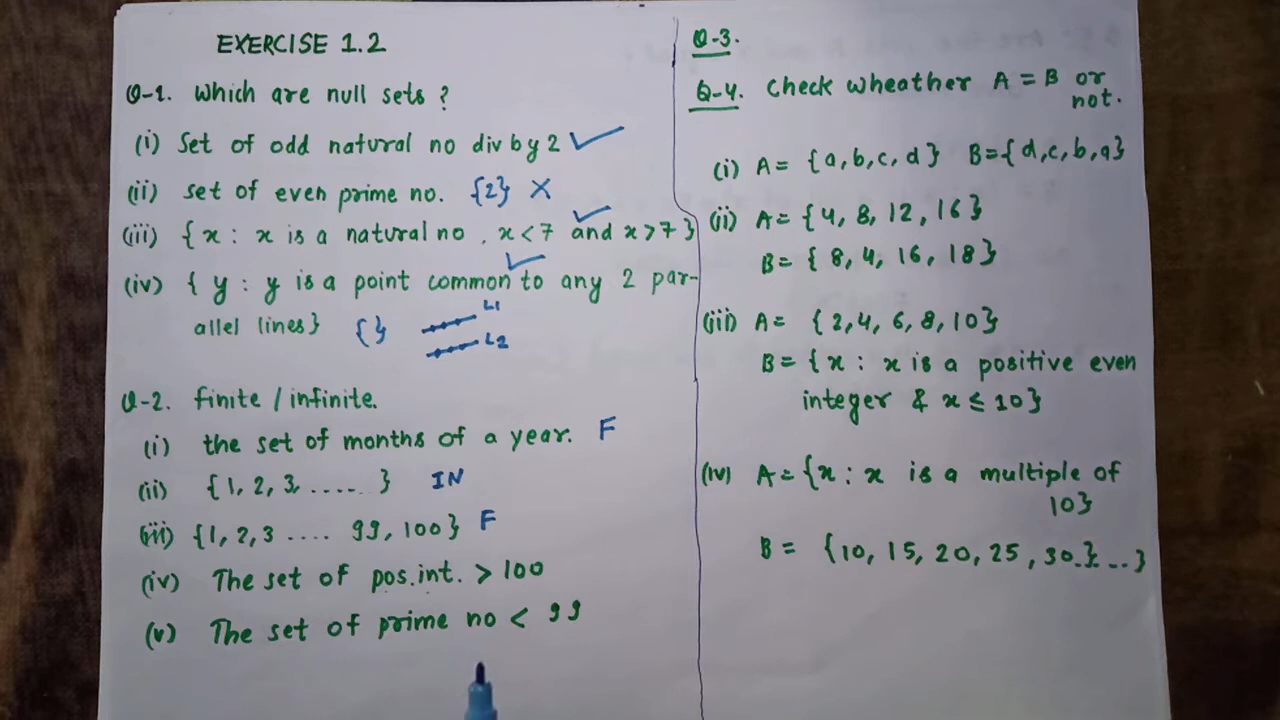 EXERCISE 1.2
Q-1. Which are null sets ?
(i) Set of odd natural no div by 2 ✓
(ii) set of even prime no. {2} X
(iii) { x : x is a natural no , x < 7 and x > 7 } ✓
(iv) { y : y is a point common to any 2 par-
allel lines} { } L1
L2
Q-2. finite / infinite.
(i) the set of months of a year. F
(ii) { 1, 2, 3, ..... } IN
(iii) {1, 2, 3 .... 99, 100} F
(iv) The set of pos.int. > 100
(v) The set of prime no < 99
Q-3.
Q-4. Check wheather A = B or
not.
(i) A = {a, b, c, d} B = {d, c, b, a}
(ii) A = {4, 8, 12, 16}
B = { 8, 4, 16, 18}
(iii) A = { 2, 4, 6, 8, 10}
B = { x : x is a positive even
integer & x ≤ 10}
(iv) A = {x : x is a multiple of
10}
B = {10, 15, 20, 25, 30...}